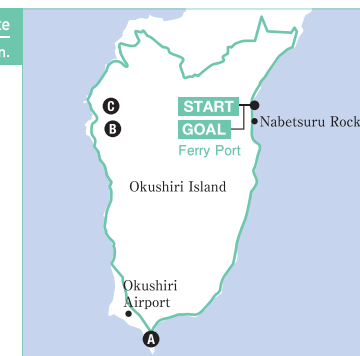 n.
START
C
GOAL
Nabetsuru Rock
B
Ferry Port
Okushiri Island
Okushiri
Airport
A